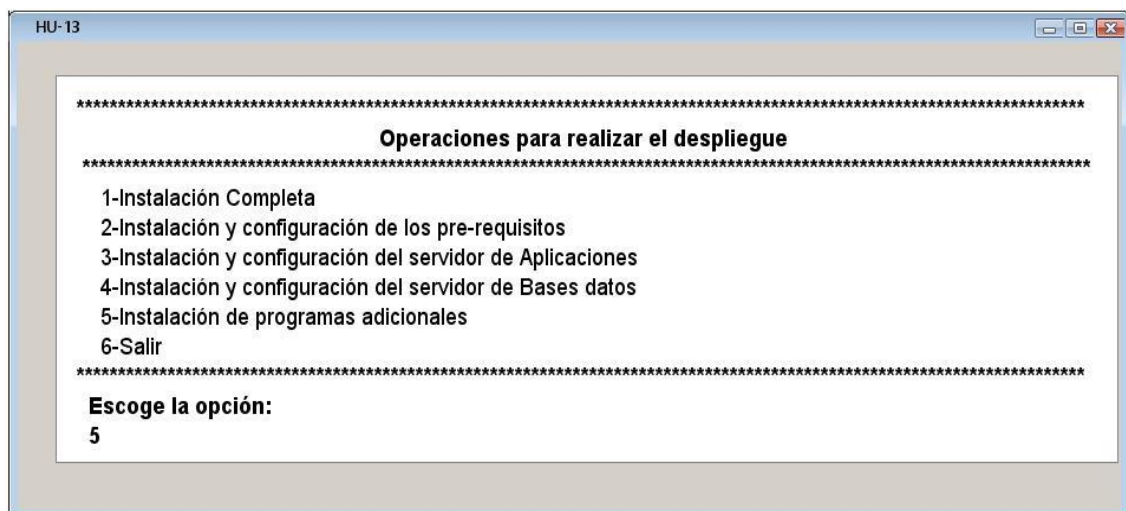 HU-13
************************************************************************************************************************
Operaciones para realizar el despliegue
************************************************************************************************************************
1-Instalación Completa
2-Instalación y configuración de los pre-requisitos
3-Instalación y configuración del servidor de Aplicaciones
4-Instalación y configuración del servidor de Bases datos
5-Instalación de programas adicionales
6-Salir
************************************************************************************************************************
Escoge la opción:
5